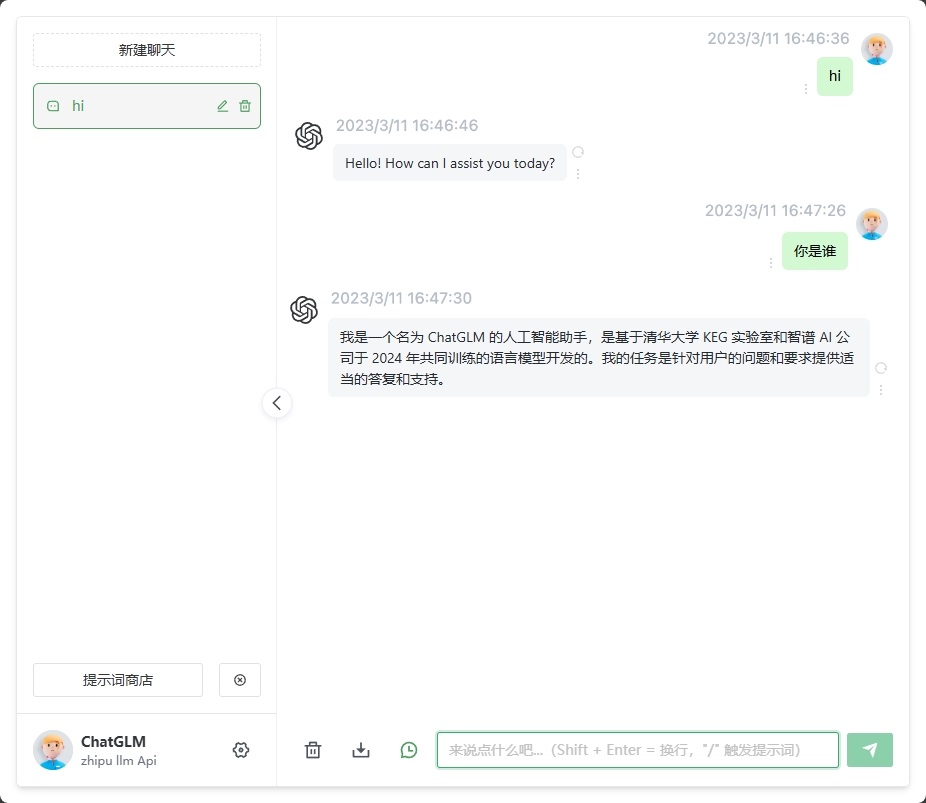 新建聊天
hi
提示词商店
ChatGLM
zhipu llm Api
2023/3/11 16:46:36
hi
2023/3/11 16:46:46
Hello! How can I assist you today?
2023/3/11 16:47:26
你是谁
2023/3/11 16:47:30
我是一个名为 ChatGLM 的人工智能助手，是基于清华大学 KEG 实验室和智谱 AI 公
司于 2024 年共同训练的语言模型开发的。我的任务是针对用户的问题和要求提供适
当的答复和支持。
来说点什么吧...（Shift + Enter = 换行，"/" 触发提示词）